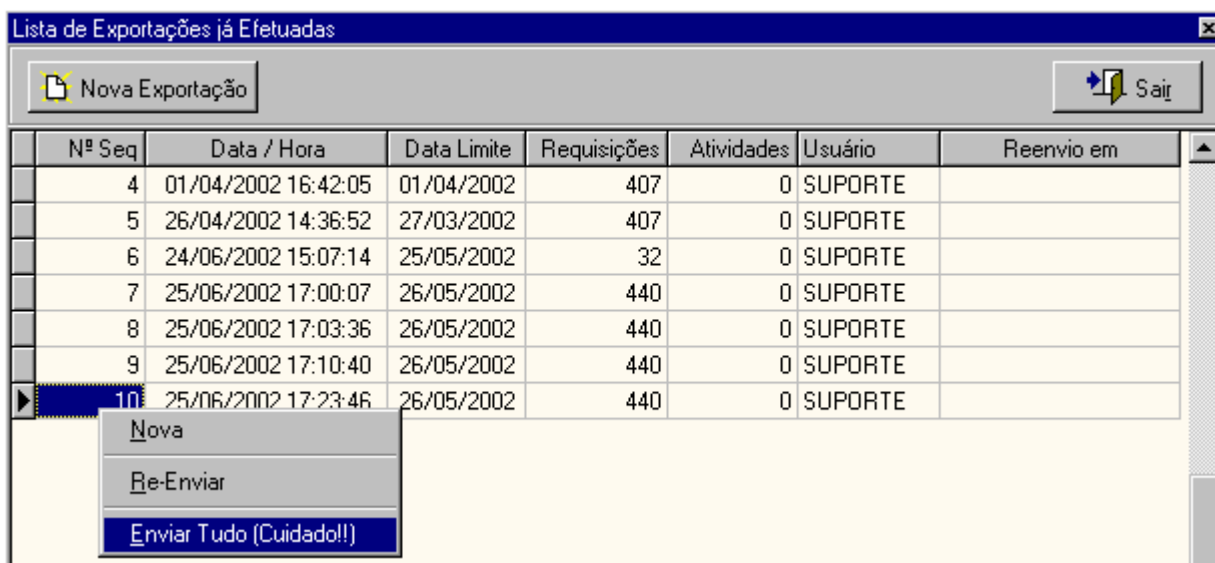 Lista de Exportações já Efetuadas
Nova Exportação Sair
Nº Seq Data / Hora Data Limite Requisições Atividades Usuário Reenvio em
4 01/04/2002 16:42:05 01/04/2002 407 0 SUPORTE
5 26/04/2002 14:36:52 27/03/2002 407 0 SUPORTE
6 24/06/2002 15:07:14 25/05/2002 32 0 SUPORTE
7 25/06/2002 17:00:07 26/05/2002 440 0 SUPORTE
8 25/06/2002 17:03:36 26/05/2002 440 0 SUPORTE
9 25/06/2002 17:10:40 26/05/2002 440 0 SUPORTE
10 25/06/2002 17:23:46 26/05/2002 440 0 SUPORTE
Nova
Re-Enviar
Enviar Tudo (Cuidado!!)